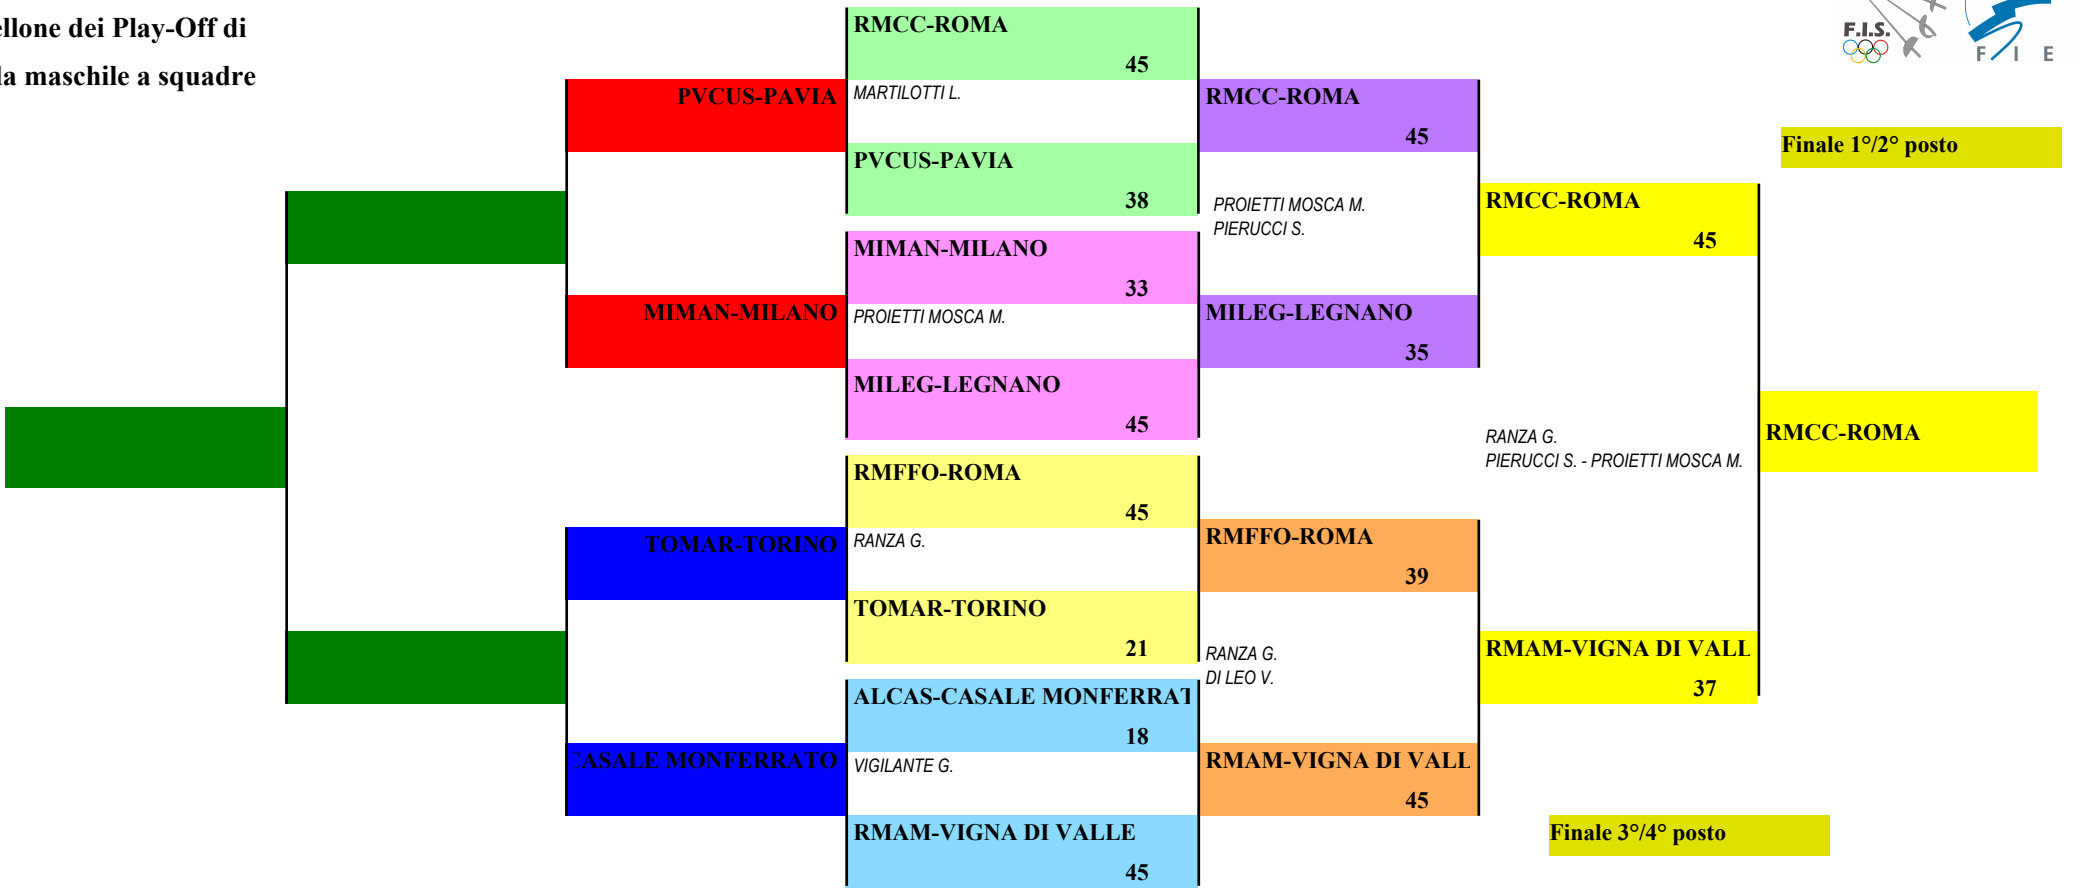 ellone dei Play-Off di
la maschile a squadre
F.I.S.
F I E
PVCUS-PAVIA
MIMAN-MILANO
TOMAR-TORINO
CASALE MONFERRATO
RMCC-ROMA
45
MARTILOTTI L.
PVCUS-PAVIA
38
MIMAN-MILANO
33
PROIETTI MOSCA M.
MILEG-LEGNANO
45
RMFFO-ROMA
45
RANZA G.
TOMAR-TORINO
21
ALCAS-CASALE MONFERRAT
18
VIGILANTE G.
RMAM-VIGNA DI VALLE
45
RMCC-ROMA
45
PROIETTI MOSCA M.
PIERUCCI S.
MILEG-LEGNANO
35
RMFFO-ROMA
39
RANZA G.
DI LEO V.
RMAM-VIGNA DI VALL
45
RMCC-ROMA
45
RANZA G.
PIERUCCI S. - PROIETTI MOSCA M.
RMAM-VIGNA DI VALL
37
Finale 1°/2° posto
RMCC-ROMA
Finale 3°/4° posto